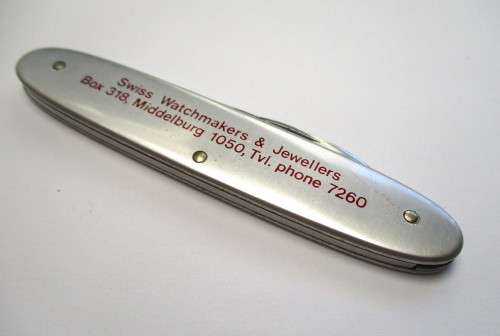 Swiss Watchmakers & Jewellers
Box 318, Middelburg 1050, Tvl. phone 7260